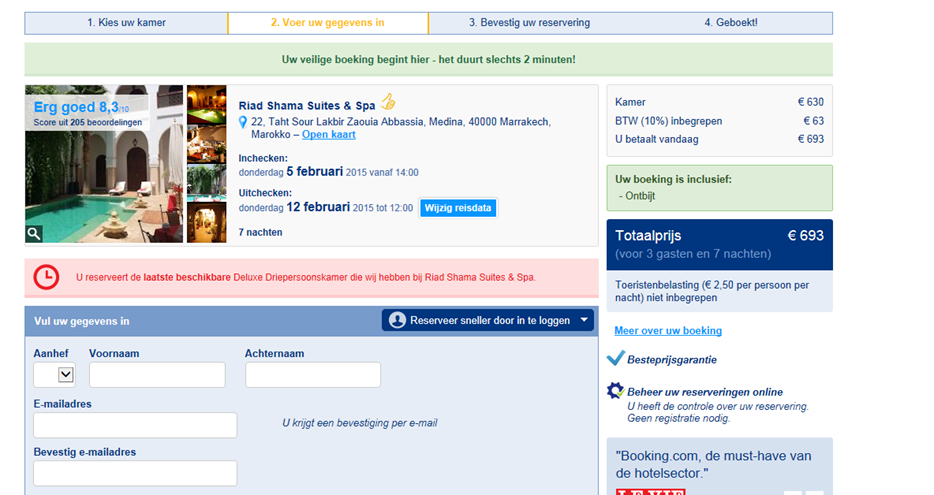 1. Kies uw kamer
2. Voer uw gegevens in
3. Bevestig uw reservering
4. Geboekt!
Uw veilige boeking begint hier - het duurt slechts 2 minuten!
Erg goed 8,3/10
Score uit 205 beoordelingen
Riad Shama Suites & Spa
22, Taht Sour Lakbir Zaouia Abbassia, Medina, 40000 Marrakech,
Marokko – Open kaart
Inchecken:
donderdag 5 februari 2015 vanaf 14:00
Uitchecken:
donderdag 12 februari 2015 tot 12:00 Wijzig reisdata
7 nachten
U reserveert de laatste beschikbare Deluxe Driepersoonskamer die wij hebben bij Riad Shama Suites & Spa.
Vul uw gegevens in
Reserveer sneller door in te loggen
Aanhef Voornaam Achternaam
E-mailadres
U krijgt een bevestiging per e-mail
Bevestig e-mailadres
Kamer € 630
BTW (10%) inbegrepen € 63
U betaalt vandaag € 693
Uw boeking is inclusief:
- Ontbijt
Totaalprijs € 693
(voor 3 gasten en 7 nachten)
Toeristenbelasting (€ 2,50 per persoon per
nacht) niet inbegrepen
Meer over uw boeking
Besteprijsgarantie
Beheer uw reserveringen online
U heeft de controle over uw reservering.
Geen registratie nodig.
"Booking.com, de must-have van
de hotelsector."